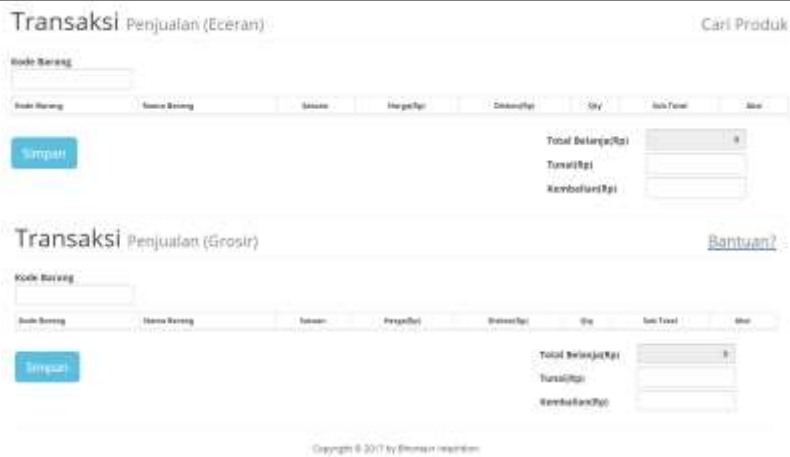 Transaksi Penjualan (Eceran) Cari Produk
Kode Barang
Kode Barang Nama Barang Satuan Harga(Rp) Diskon(Rp) Qty Sub Total Aksi
Simpan
Total Belanja(Rp) 0
Tunai(Rp)
Kembalian(Rp)
Transaksi Penjualan (Grosir) Bantuan?
Kode Barang
Kode Barang Nama Barang Satuan Harga(Rp) Diskon(Rp) Qty Sub Total Aksi
Simpan
Total Belanja(Rp) 0
Tunai(Rp)
Kembalian(Rp)
Copyright © 2017 by